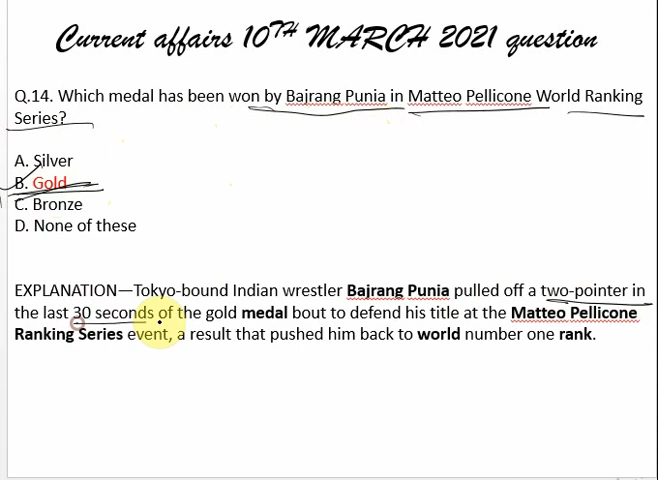 Current affairs 10TH MARCH 2021 question
Q.14. Which medal has been won by Bajrang Punia in Matteo Pellicone World Ranking
Series?
A. Silver
B. Gold
C. Bronze
D. None of these
EXPLANATION—Tokyo-bound Indian wrestler Bajrang Punia pulled off a two-pointer in
the last 30 seconds of the gold medal bout to defend his title at the Matteo Pellicone
Ranking Series event, a result that pushed him back to world number one rank.